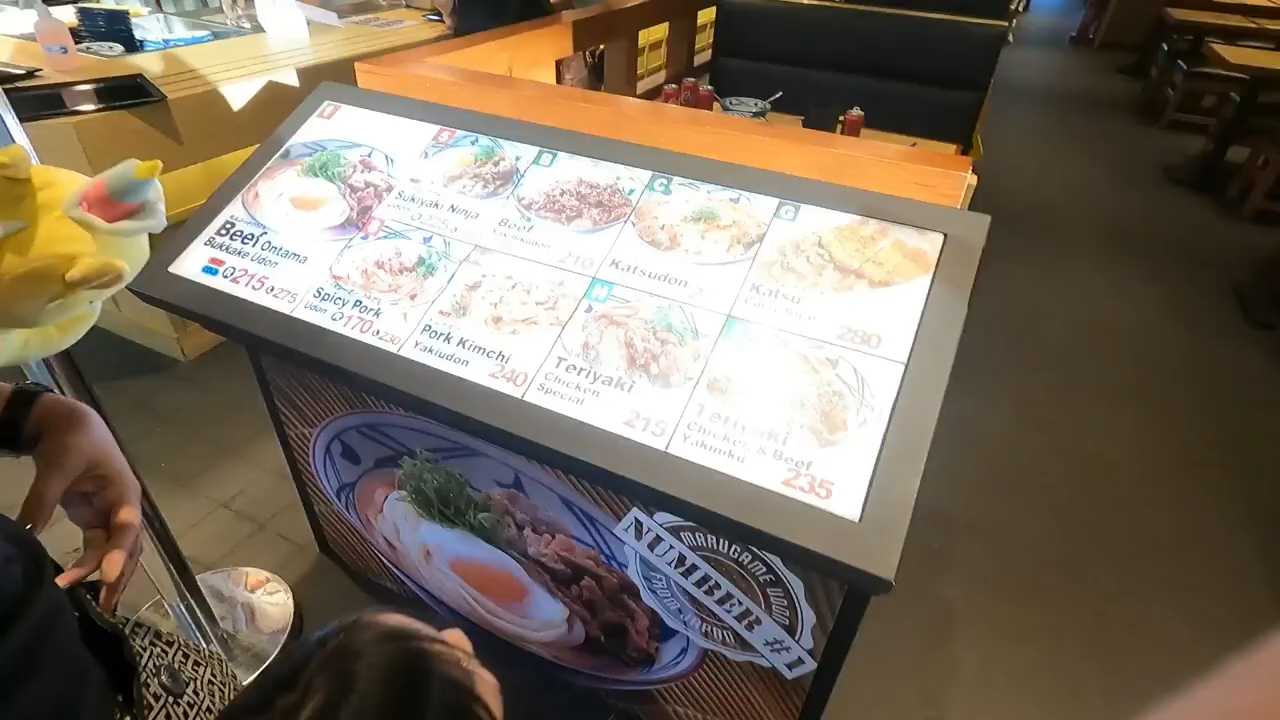 Sukiyaki Ninja
Beef
Katsudon
Katsu
280
210
Beef Ontama
Bukkake Udon
215 275
Spicy Pork
Udon 170 230
HOT
Pork Kimchi
Yakiudon
240
Teriyaki
Chicken
Special
215
Teriyaki
Chicken & Beef
Yakiniku
235
MARUGAME UDON
NUMBER #1
FROM JAPAN